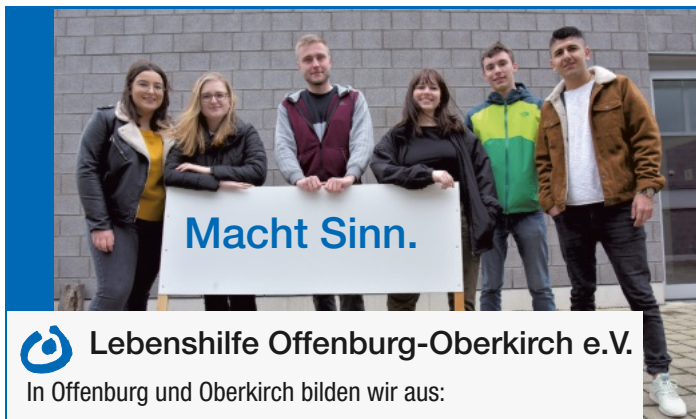 Macht Sinn.
Lebenshilfe Offenburg-Oberkirch e.V.
In Offenburg und Oberkirch bilden wir aus: